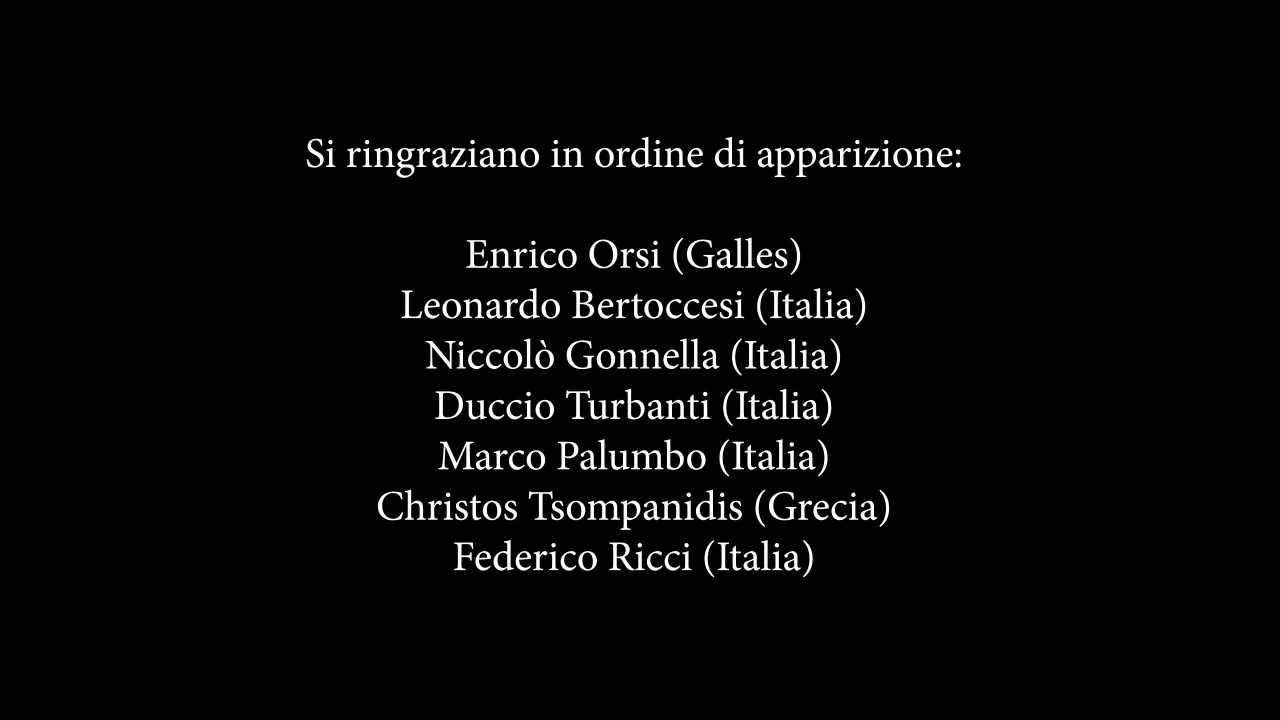 Si ringraziano in ordine di apparizione:
Enrico Orsi (Galles)
Leonardo Bertoccesi (Italia)
Niccolò Gonnella (Italia)
Duccio Turbanti (Italia)
Marco Palumbo (Italia)
Christos Tsompanidis (Grecia)
Federico Ricci (Italia)